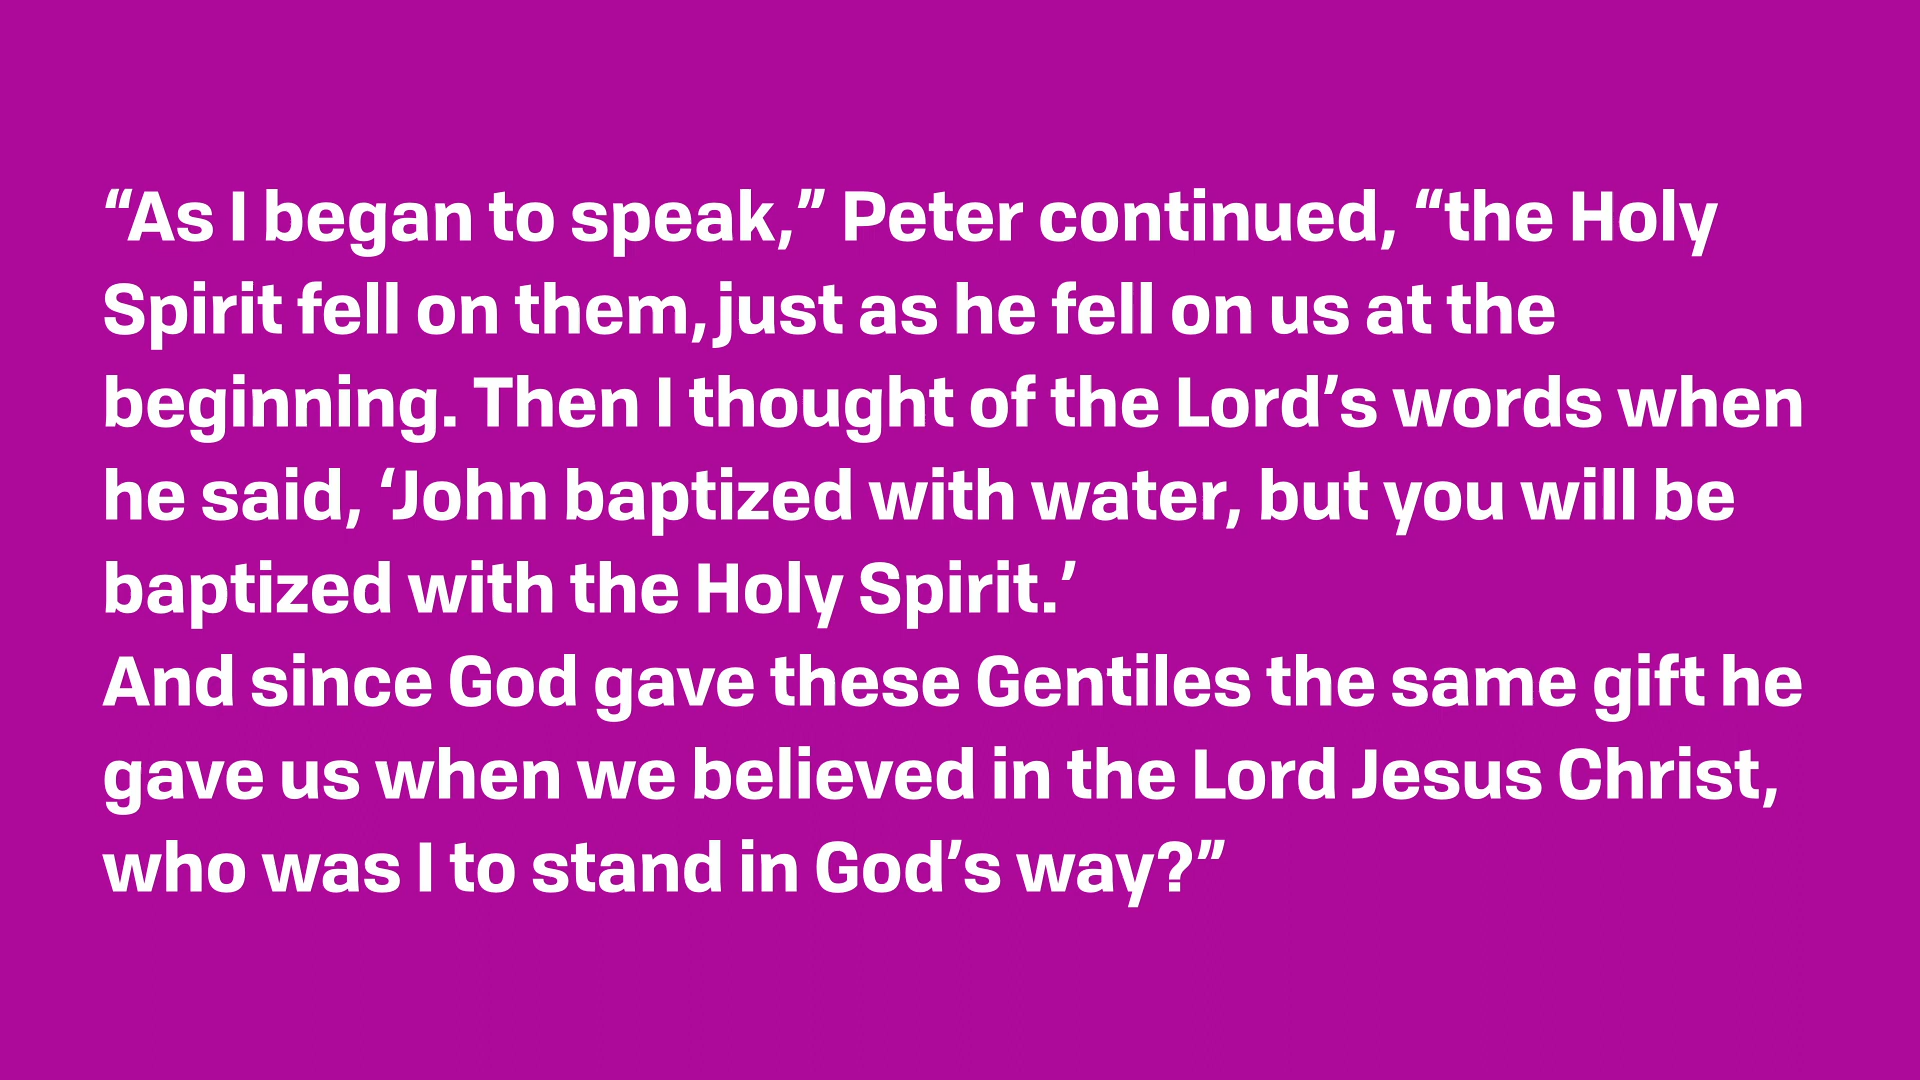 “As I began to speak,” Peter continued, “the Holy
Spirit fell on them, just as he fell on us at the
beginning. Then I thought of the Lord’s words when
he said, ‘John baptized with water, but you will be
baptized with the Holy Spirit.’
And since God gave these Gentiles the same gift he
gave us when we believed in the Lord Jesus Christ,
who was I to stand in God’s way?”